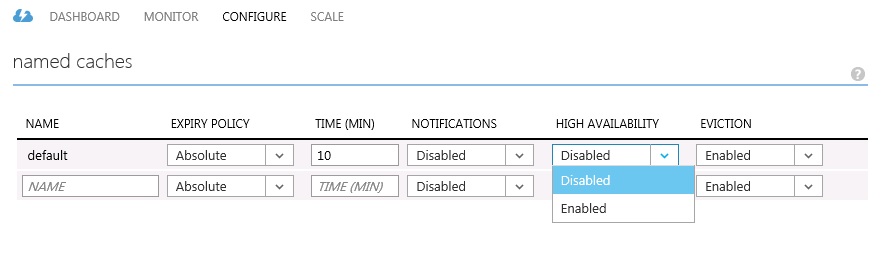 DASHBOARD MONITOR CONFIGURE SCALE
named caches
?
NAME EXPIRY POLICY TIME (MIN) NOTIFICATIONS HIGH AVAILABILITY EVICTION
default Absolute 10 Disabled Disabled Enabled
NAME Absolute TIME (MIN) Disabled Disabled Enabled
Enabled